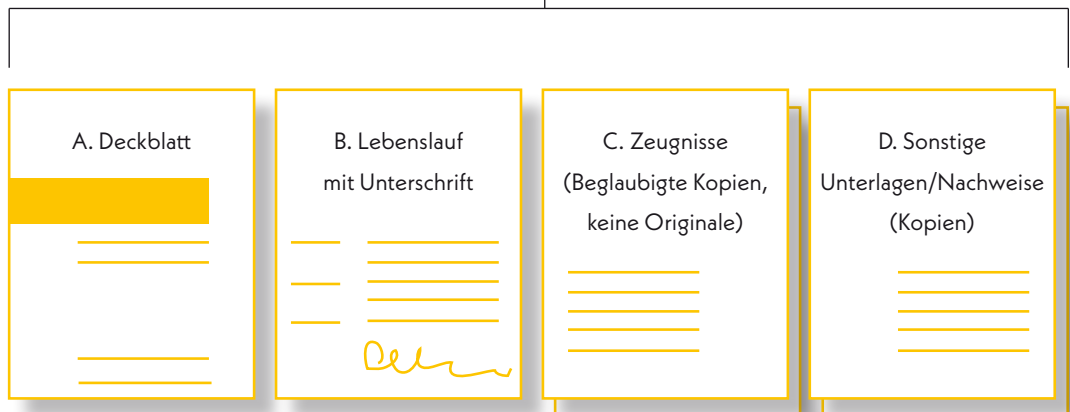 A. Deckblatt
B. Lebenslauf
mit Unterschrift
C. Zeugnisse
(Beglaubigte Kopien,
keine Originale)
D. Sonstige
Unterlagen/Nachweise
(Kopien)